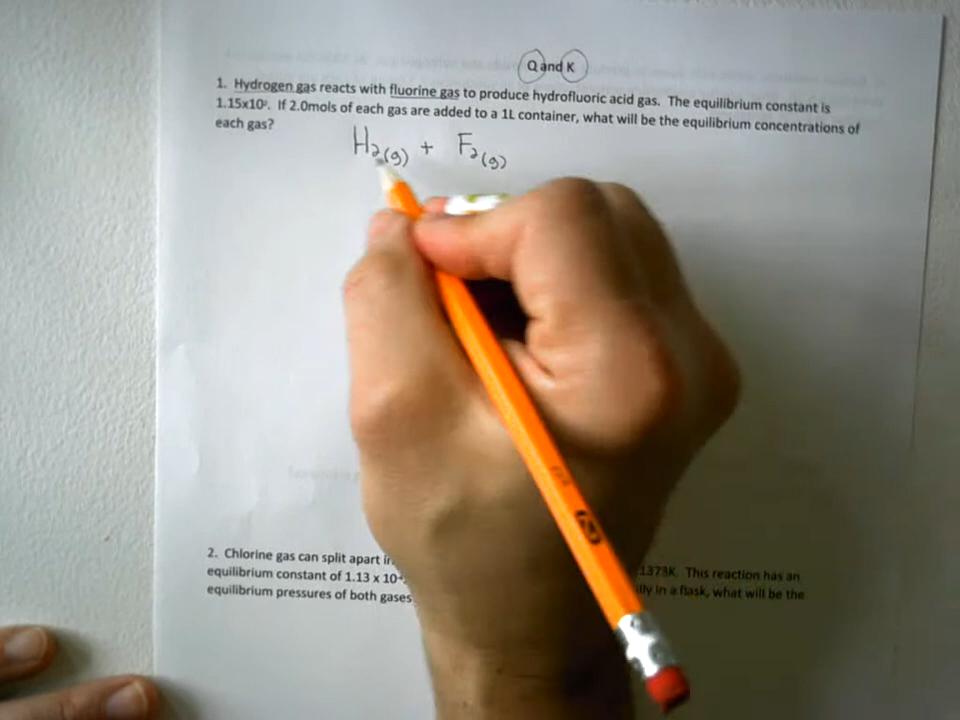 Q and K
1. Hydrogen gas reacts with fluorine gas to produce hydrofluoric acid gas. The equilibrium constant is
1.15x10². If 2.0mols of each gas are added to a 1L container, what will be the equilibrium concentrations of
each gas?
H₂(g) + F₂(g)
2. Chlorine gas can split apart 1373K. This reaction has an
equilibrium constant of 1.13 x 10 in a flask, what will be the
equilibrium pressures of both gases